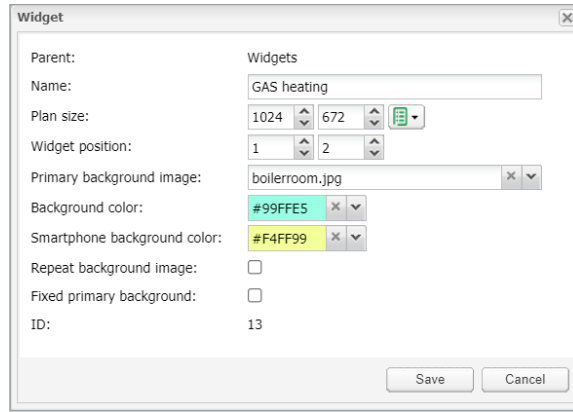 Widget
Parent: Widgets
Name: GAS heating
Plan size: 1024 672
Widget position: 1 2
Primary background image: boilerroom.jpg
Background color: #99FFE5
Smartphone background color: #F4FF99
Repeat background image:
Fixed primary background:
ID: 13
Save Cancel